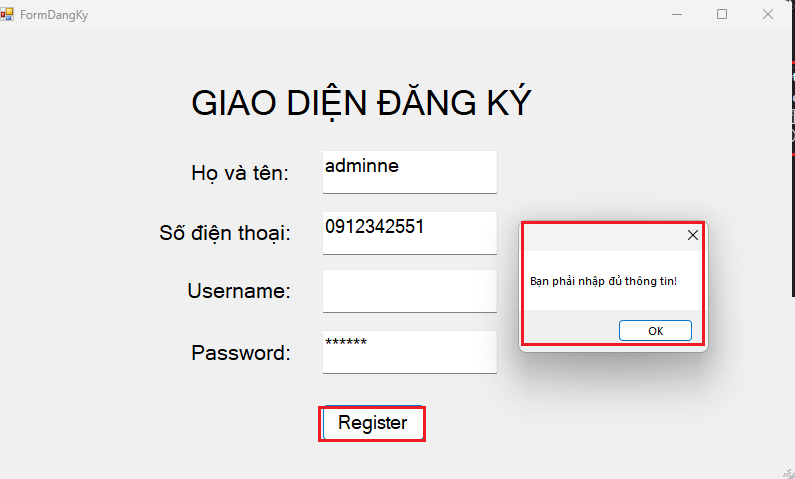 FormDangKy
GIAO DIỆN ĐĂNG KÝ
Họ và tên: adminne
Số điện thoại: 0912342551
Username:
Password: ******
Register
Bạn phải nhập đủ thông tin!
OK